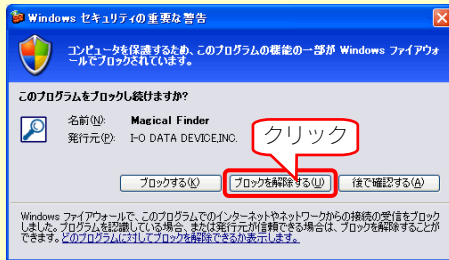 Windows セキュリティの重要な警告
コンピュータを保護するため、このプログラムの機能の一部が Windows ファイアウォ
ールでブロックされています。
このプログラムをブロックし続けますか?
名前(N): Magical Finder
発行元(P): I-O DATA DEVICE,INC.
クリック
ブロックする(K) ブロックを解除する(U) 後で確認する(A)
Windows ファイアウォールで、このプログラムでのインターネットやネットワークからの接続の受信をブロック
しました。プログラムを認識している場合、または発行元が信頼できる場合は、ブロックを解除することが
できます。どのプログラムに対してブロックを解除できるか表示します。